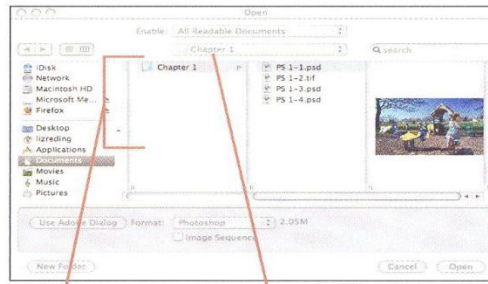 Open
Enable: All Readable Documents
Chapter 1
search
iDisk
Network
Macintosh HD
Microsoft Me...
Firefox
Desktop
lizreding
Applications
Documents
Movies
Music
Pictures
Chapter 1
PS 1-1.psd
PS 1-2.tif
PS 1-3.psd
PS 1-4.psd
Use Adobe Dialog Format: Photoshop 2.05M
Image Sequence
New Folder Cancel Open